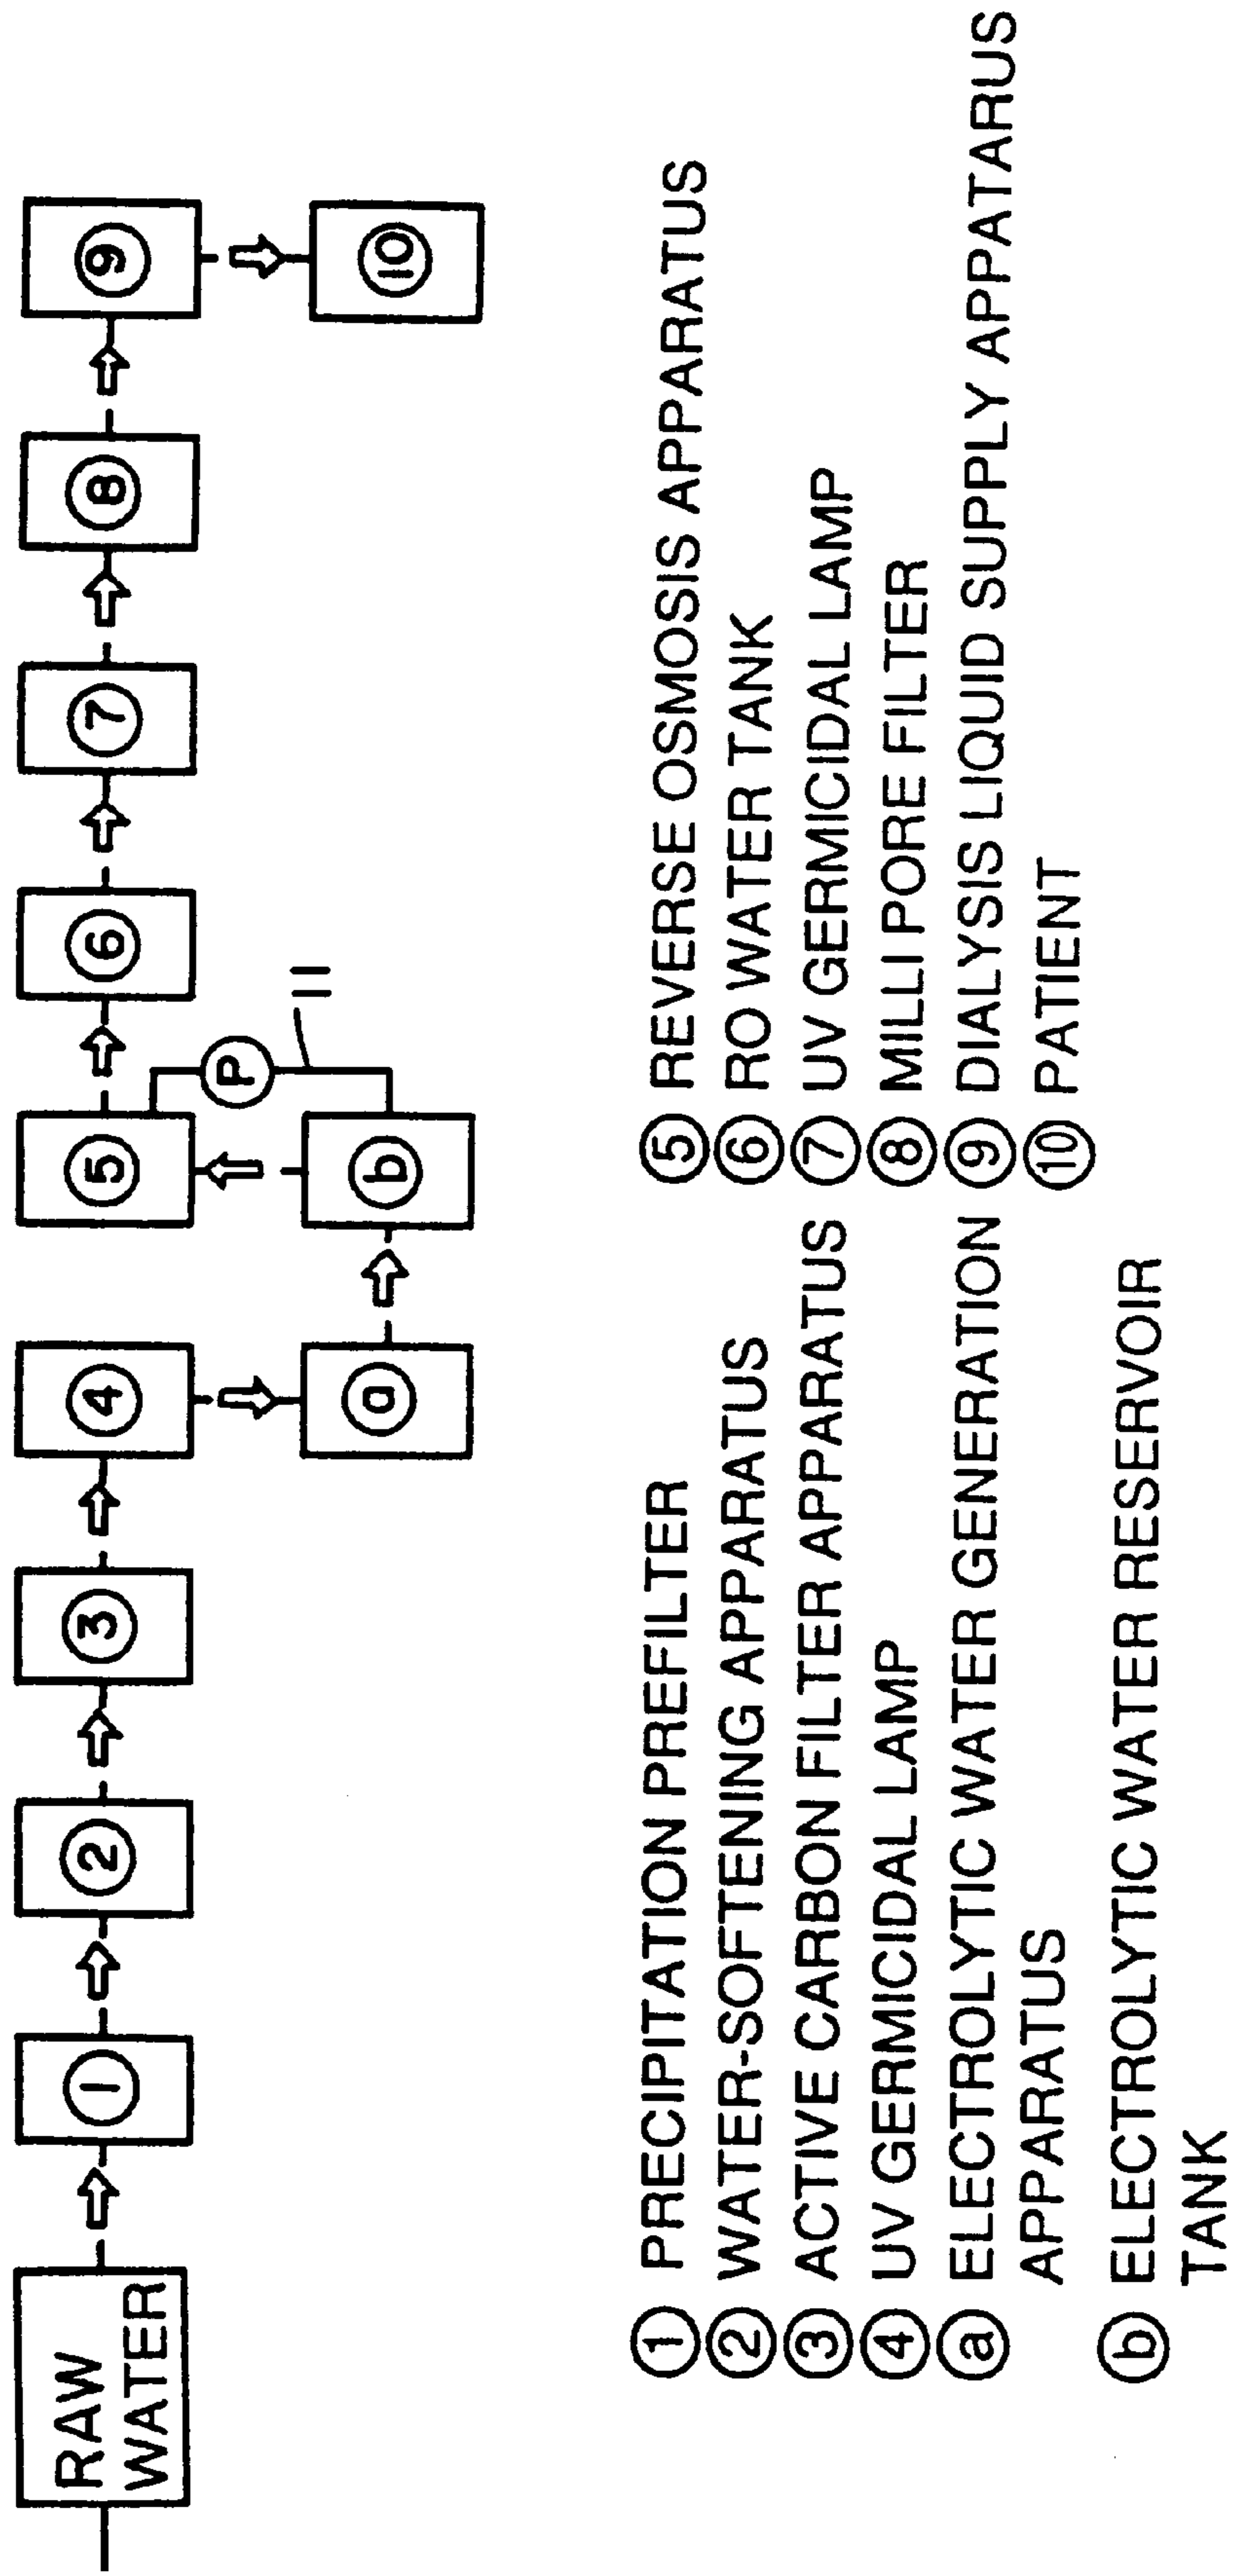 RAW
WATER
①
②
③
④
ⓐ
ⓑ
⑤
Ⓟ
11
⑥
⑦
⑧
⑨
⑩
① PRECIPITATION PREFILTER
② WATER-SOFTENING APPARATUS
③ ACTIVE CARBON FILTER APPARATUS
④ UV GERMICIDAL LAMP
ⓐ ELECTROLYTIC WATER GENERATION
APPARATUS
ⓑ ELECTROLYTIC WATER RESERVOIR
TANK
⑤ REVERSE OSMOSIS APPARATUS
⑥ RO WATER TANK
⑦ UV GERMICIDAL LAMP
⑧ MILLI PORE FILTER
⑨ DIALYSIS LIQUID SUPPLY APPATARUS
⑩ PATIENT